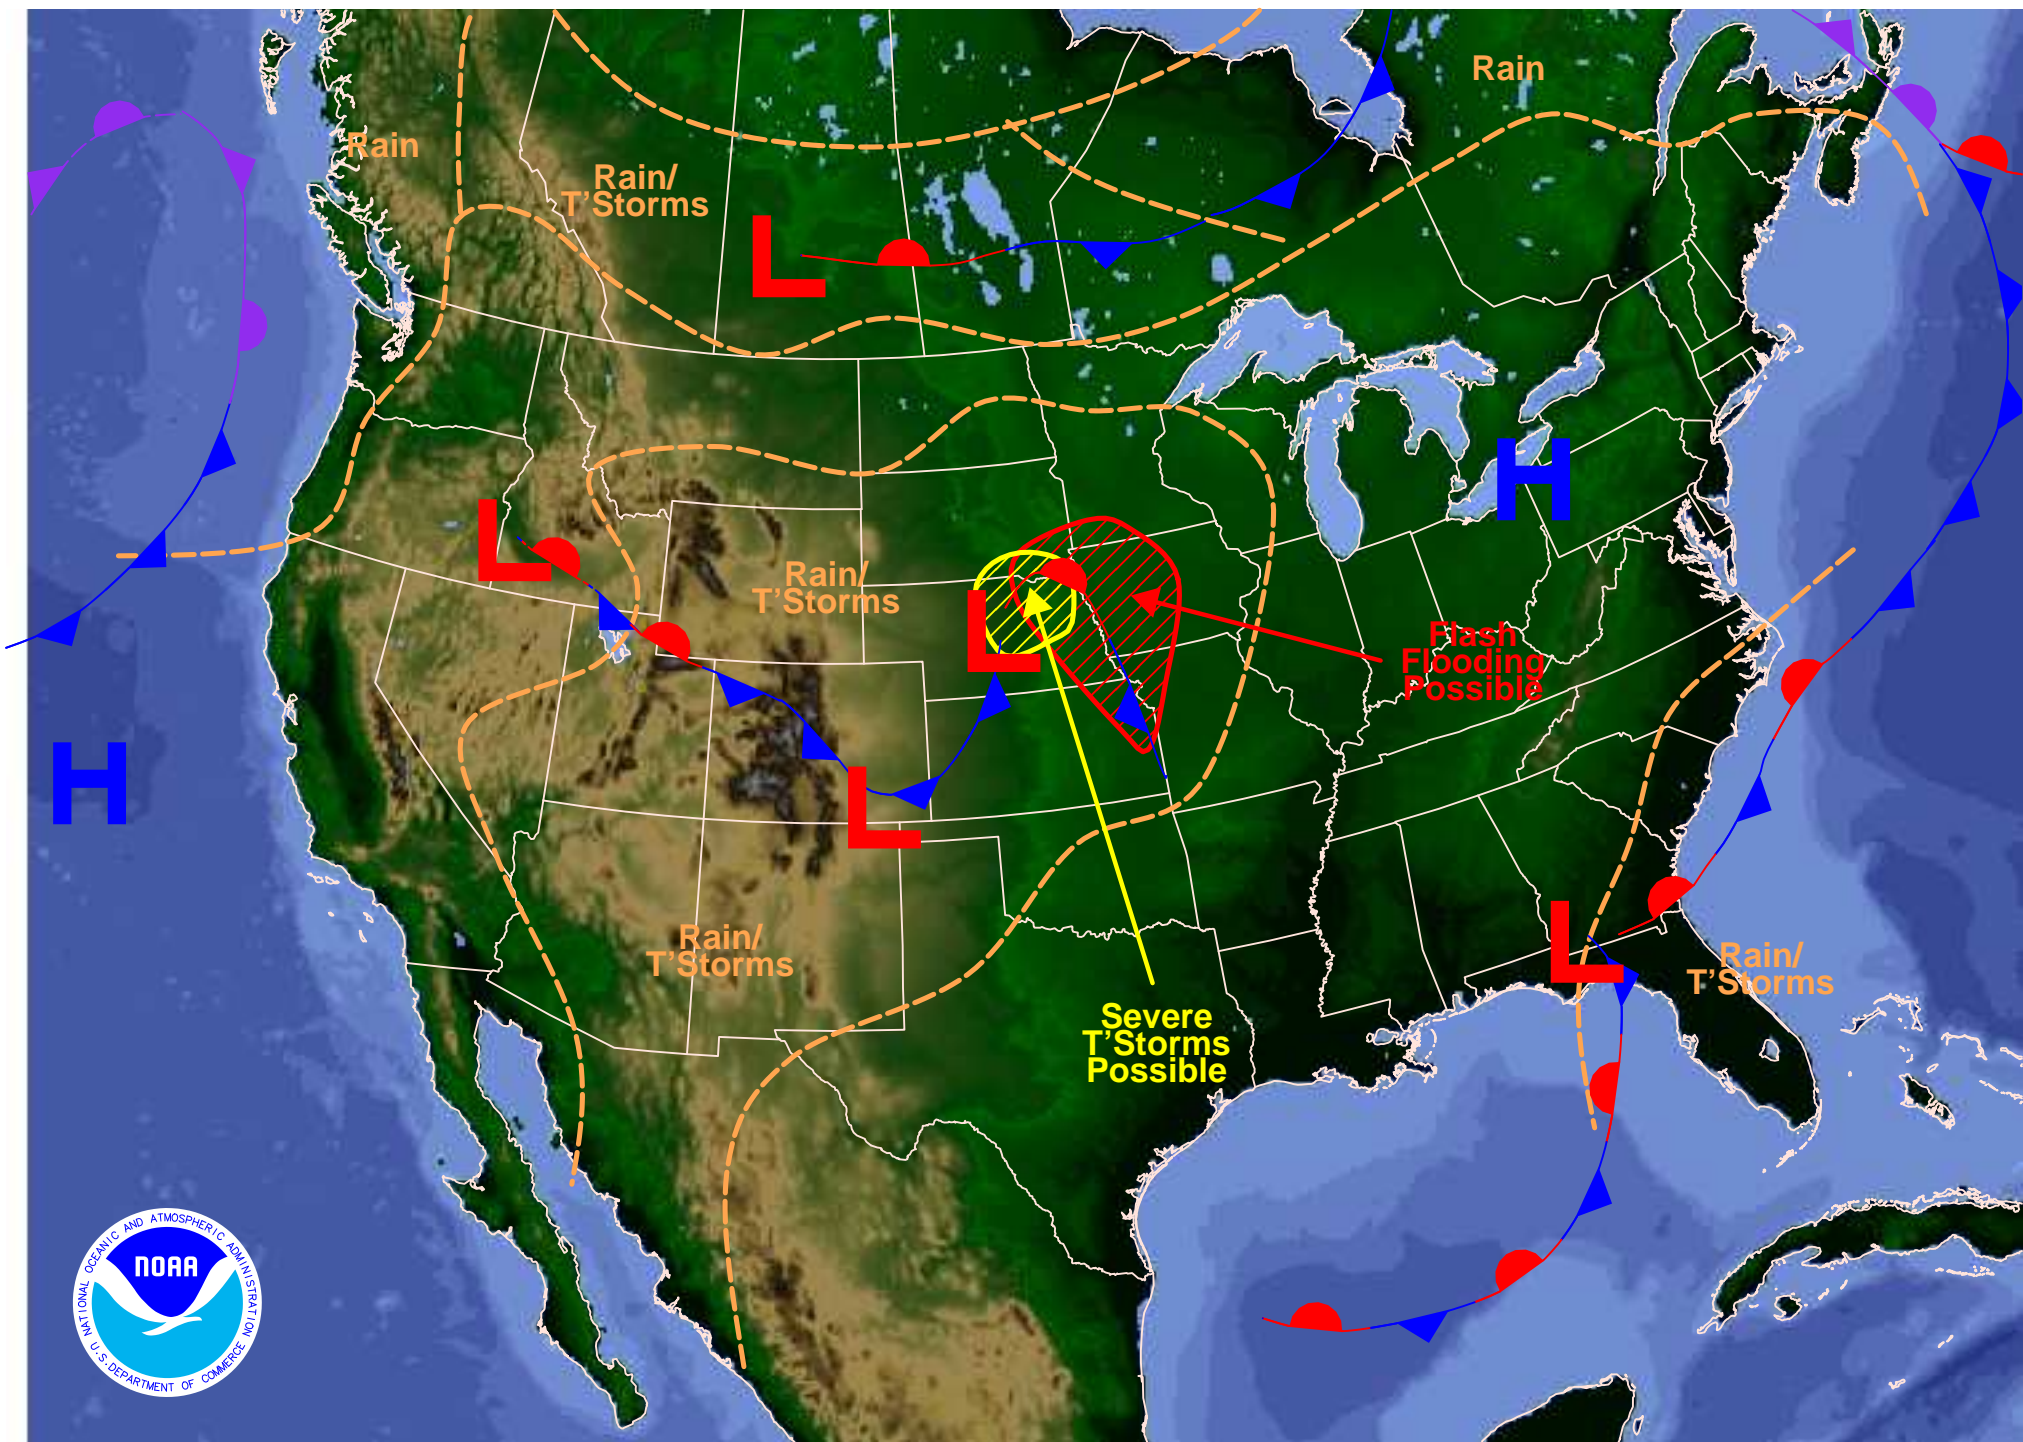 Rain
Rain
Rain/
T'Storms
L
H
L
Rain/
T'Storms
L
Flash
Flooding
Possible
H
L
L
Rain/
T'Storms
Rain/
T'Storms
Severe
T'Storms
Possible
NATIONAL OCEANIC AND ATMOSPHERIC ADMINISTRATION
NOAA
U.S. DEPARTMENT OF COMMERCE